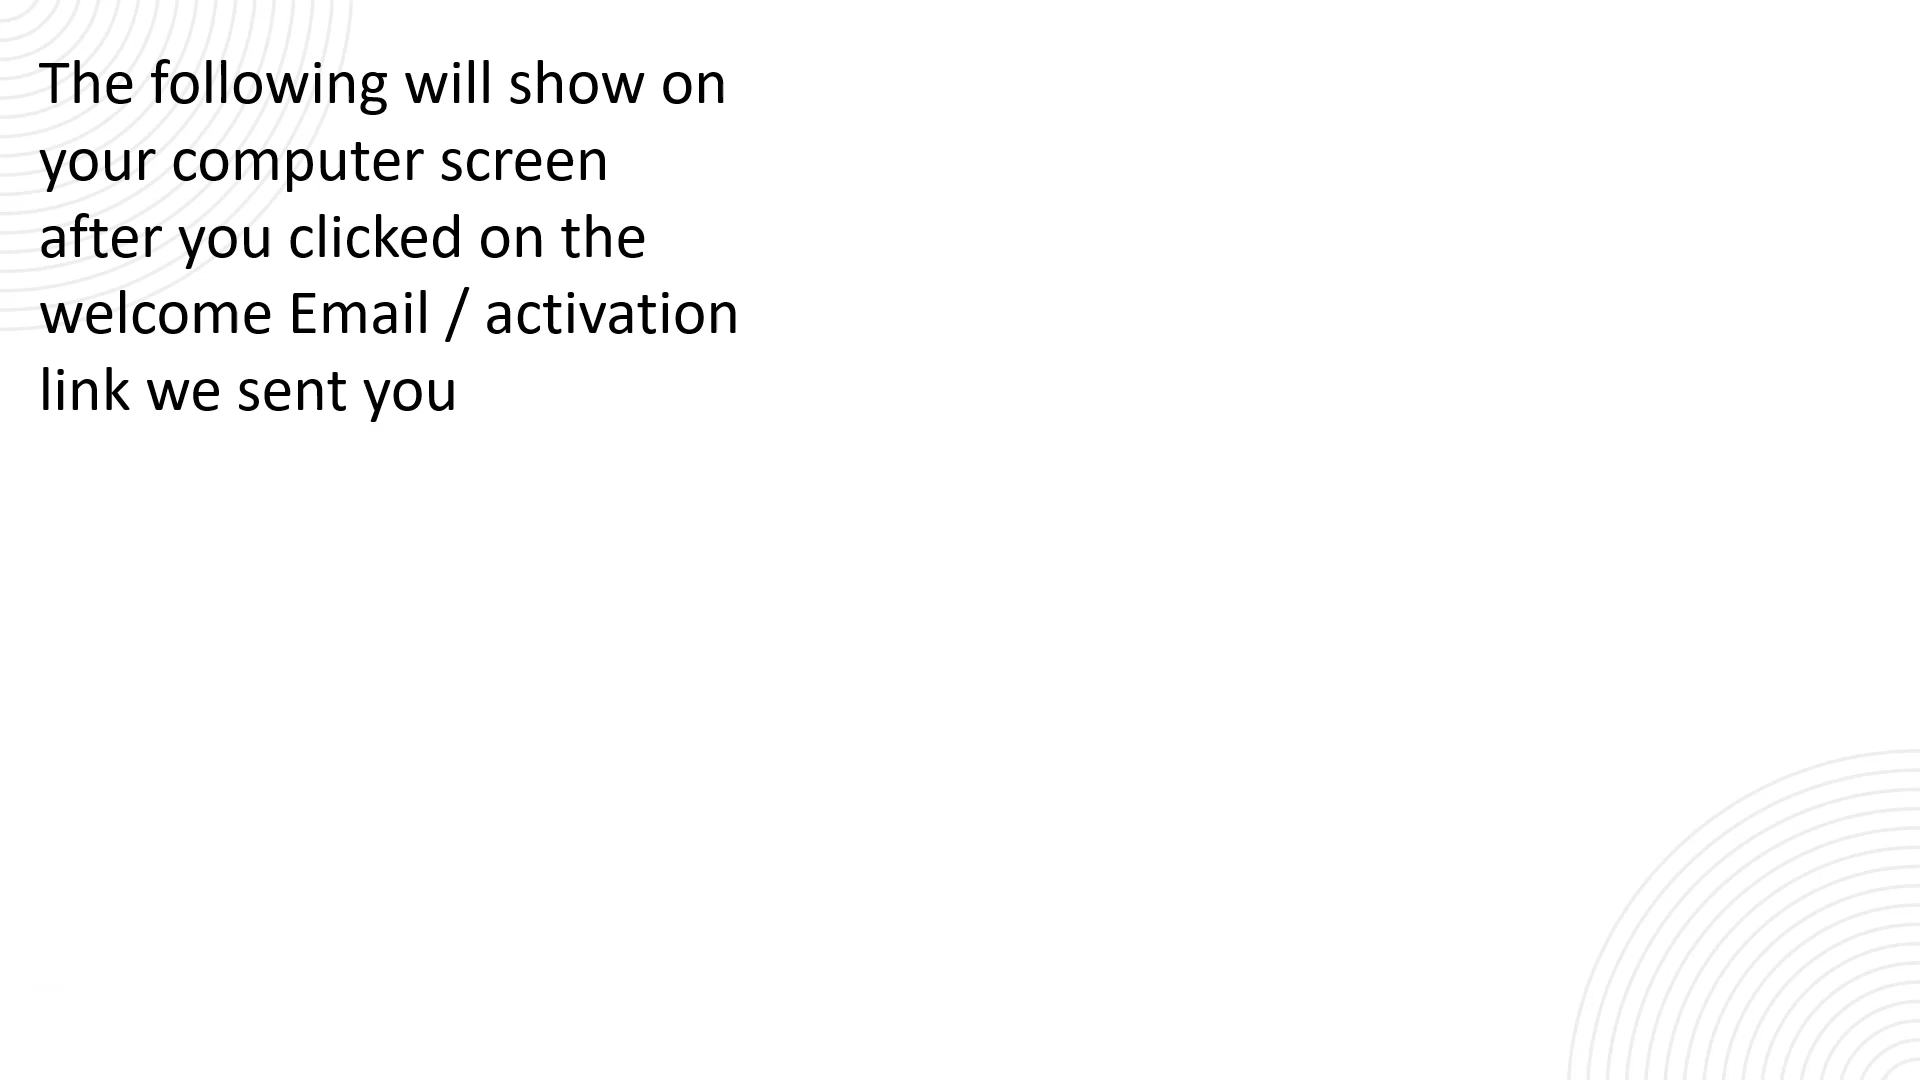 The following will show on
your computer screen
after you clicked on the
welcome Email / activation
link we sent you